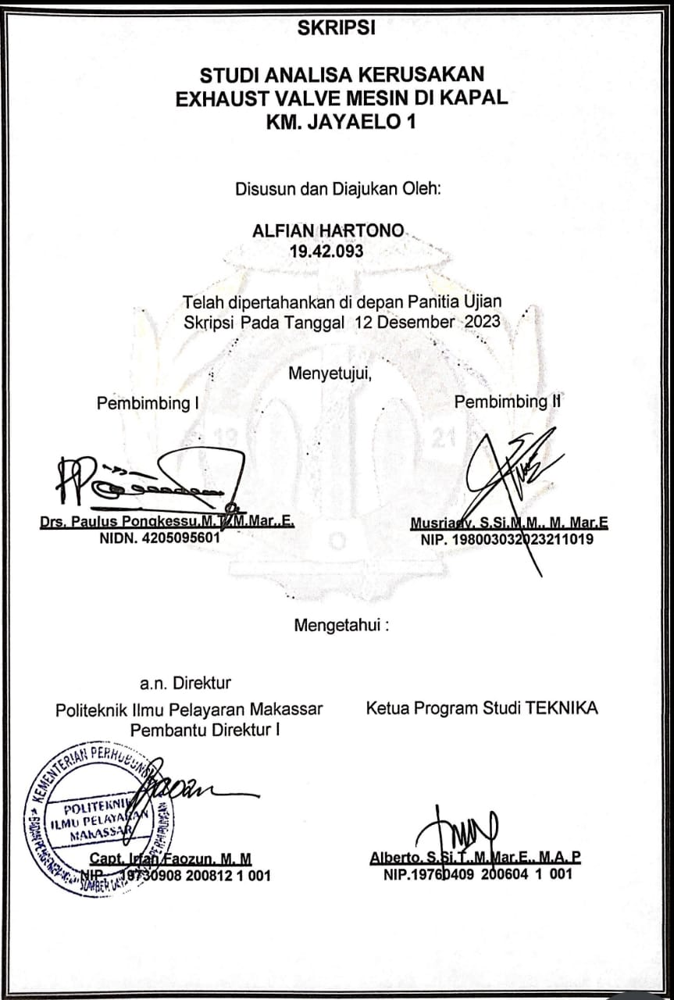 SKRIPSI
STUDI ANALISA KERUSAKAN
EXHAUST VALVE MESIN DI KAPAL
KM. JAYAELO 1
Disusun dan Diajukan Oleh:
ALFIAN HARTONO
19.42.093
Telah dipertahankan di depan Panitia Ujian
Skripsi Pada Tanggal 12 Desember 2023
Menyetujui,
Pembimbing I
Pembimbing II
19 21
Drs. Paulus Pongkessu,M.T,M.Mar.,E.
NIDN. 4205095601
Musriady, S.Si,M.M., M. Mar.E
NIP. 198003032023211019
Mengetahui :
a.n. Direktur
Politeknik Ilmu Pelayaran Makassar
Pembantu Direktur I
Ketua Program Studi TEKNIKA
KEMENTERIAN PERHUBUNGAN
POLITEKNIK
ILMU PELAYARAN
MAKASSAR
Capt. Irfan Faozun, M. M
NIP. 19730908 200812 1 001
Alberto, S.Si.T.,M.Mar.E., M.A. P
NIP.19760409 200604 1 001